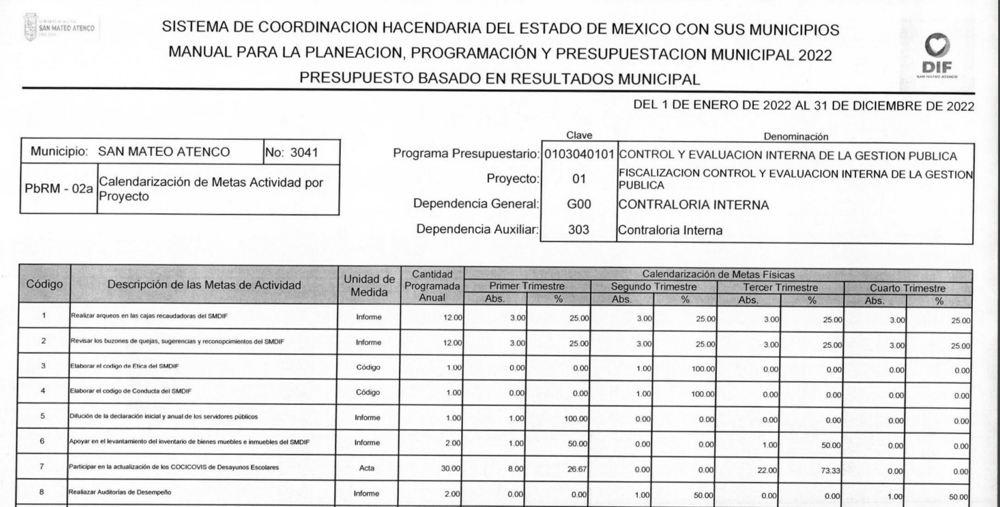 SAN MATEO ATENCO
SISTEMA DE COORDINACION HACENDARIA DEL ESTADO DE MEXICO CON SUS MUNICIPIOS
MANUAL PARA LA PLANEACION, PROGRAMACIÓN Y PRESUPUESTACION MUNICIPAL 2022
PRESUPUESTO BASADO EN RESULTADOS MUNICIPAL
DIF
SAN MATEO ATENCO
DEL 1 DE ENERO DE 2022 AL 31 DE DICIEMBRE DE 2022
Municipio: SAN MATEO ATENCO No: 3041
PbRM - 02a Calendarización de Metas Actividad por
Proyecto
Clave Denominación
Programa Presupuestario: 0103040101 CONTROL Y EVALUACION INTERNA DE LA GESTION PUBLICA
Proyecto: 01 FISCALIZACION CONTROL Y EVALUACION INTERNA DE LA GESTION
PUBLICA
Dependencia General: G00 CONTRALORIA INTERNA
Dependencia Auxiliar: 303 Contraloria Interna
Código Descripción de las Metas de Actividad Unidad de
Medida Cantidad
Programada
Anual Calendarización de Metas Físicas
Primer Trimestre Segundo Trimestre Tercer Trimestre Cuarto Trimestre
Abs. % Abs. % Abs. % Abs. %
1 Realizar arqueos en las cajas recaudadoras del SMDIF Informe 12.00 3.00 25.00 3.00 25.00 3.00 25.00 3.00 25.00
2 Revisar los buzones de quejas, sugerencias y reconopcimientos del SMDIF Informe 12.00 3.00 25.00 3.00 25.00 3.00 25.00 3.00 25.00
3 Elaborar el codigo de Etica del SMDIF Código 1.00 0.00 0.00 1.00 100.00 0.00 0.00 0.00 0.00
4 Elaborar el codigo de Conducta del SMDIF Código 1.00 0.00 0.00 1.00 100.00 0.00 0.00 0.00 0.00
5 Difución de la declaración inicial y anual de los servidores públicos Informe 1.00 1.00 100.00 0.00 0.00 0.00 0.00 0.00 0.00
6 Apoyar en el levantamiento del inventario de bienes muebles e inmuebles del SMDIF Informe 2.00 1.00 50.00 0.00 0.00 1.00 50.00 0.00 0.00
7 Participar en la actualización de los COCICOVIS de Desayunos Escolares Acta 30.00 8.00 26.67 0.00 0.00 22.00 73.33 0.00 0.00
8 Realiazar Auditorías de Desempeño Informe 2.00 0.00 0.00 1.00 50.00 0.00 0.00 1.00 50.00